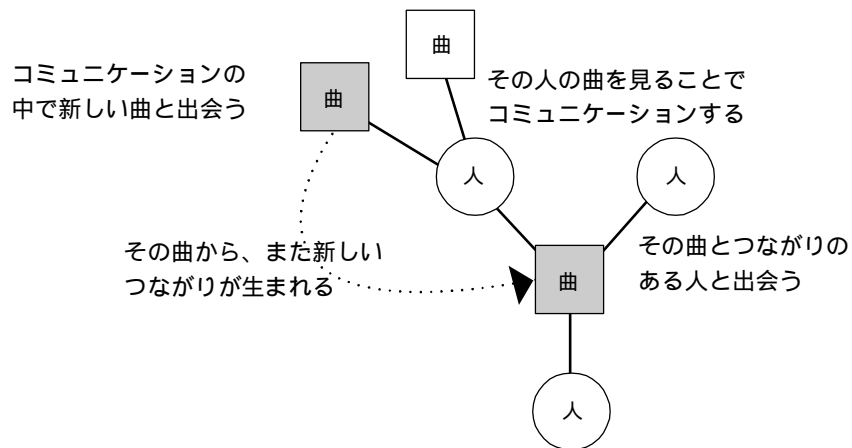 曲
曲
コミュニケーションの
中で新しい曲と出会う
その人の曲を見ることで
コミュニケーションする
人
人
その曲から、また新しい
つながりが生まれる
その曲とつながりの
ある人と出会う
曲
人